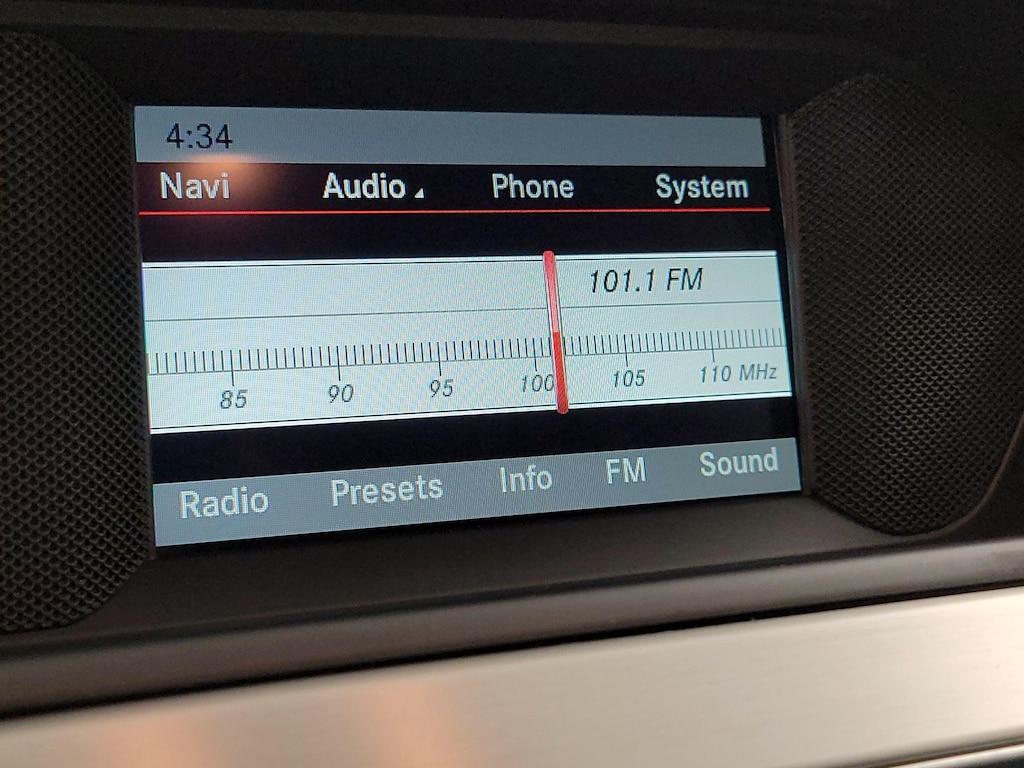 4:34
Navi Audio Phone System
101.1 FM
85 90 95 100 105 110 MHz
Radio Presets Info FM Sound